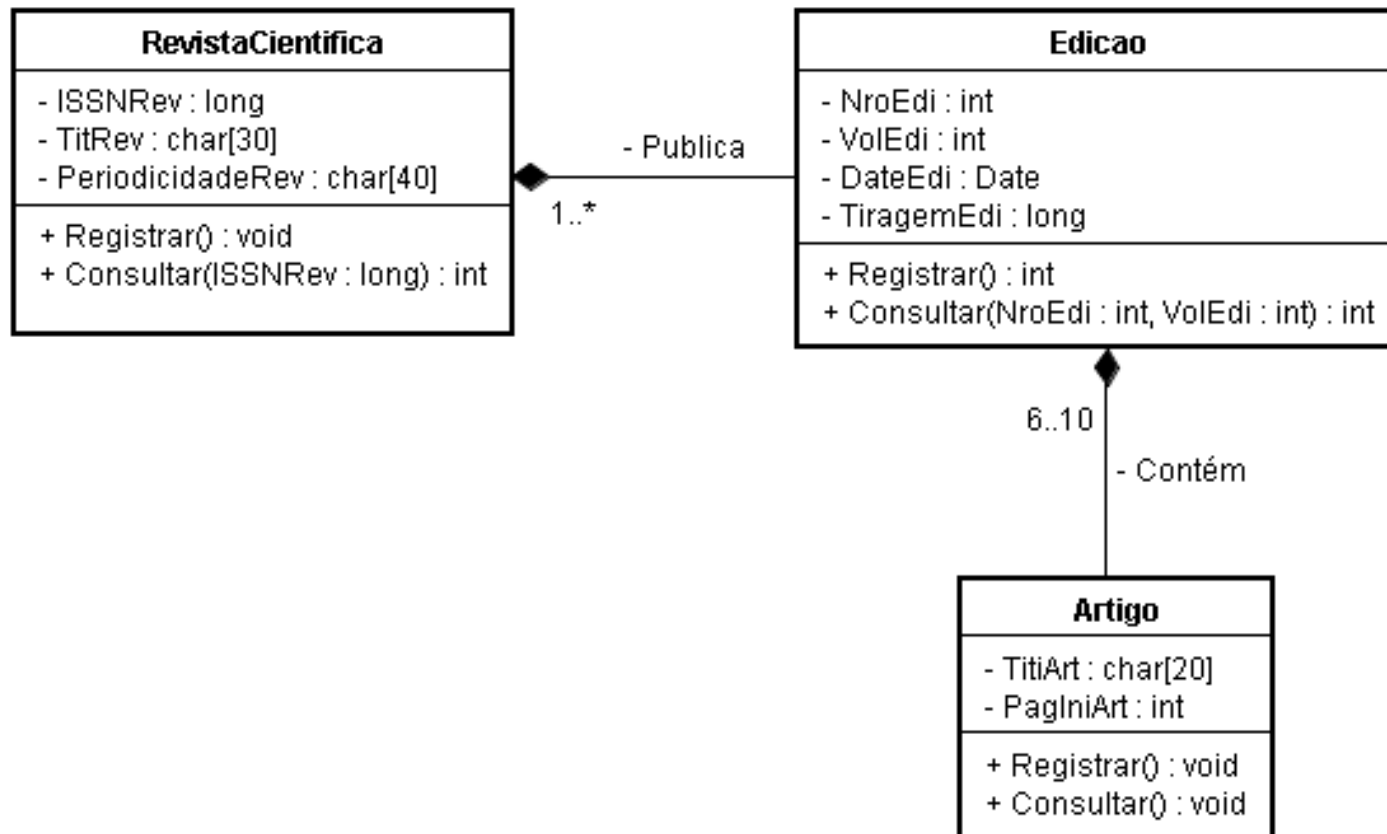 RevistaCientifica
- ISSNRev : long
- TitRev : char[30]
- PeriodicidadeRev : char[40]
+ Registrar() : void
+ Consultar(ISSNRev : long) : int
- Publica
1..*
Edicao
- NroEdi : int
- VolEdi : int
- DateEdi : Date
- TiragemEdi : long
+ Registrar() : int
+ Consultar(NroEdi : int, VolEdi : int) : int
6..10
- Contém
Artigo
- TitiArt : char[20]
- PagIniArt : int
+ Registrar() : void
+ Consultar() : void